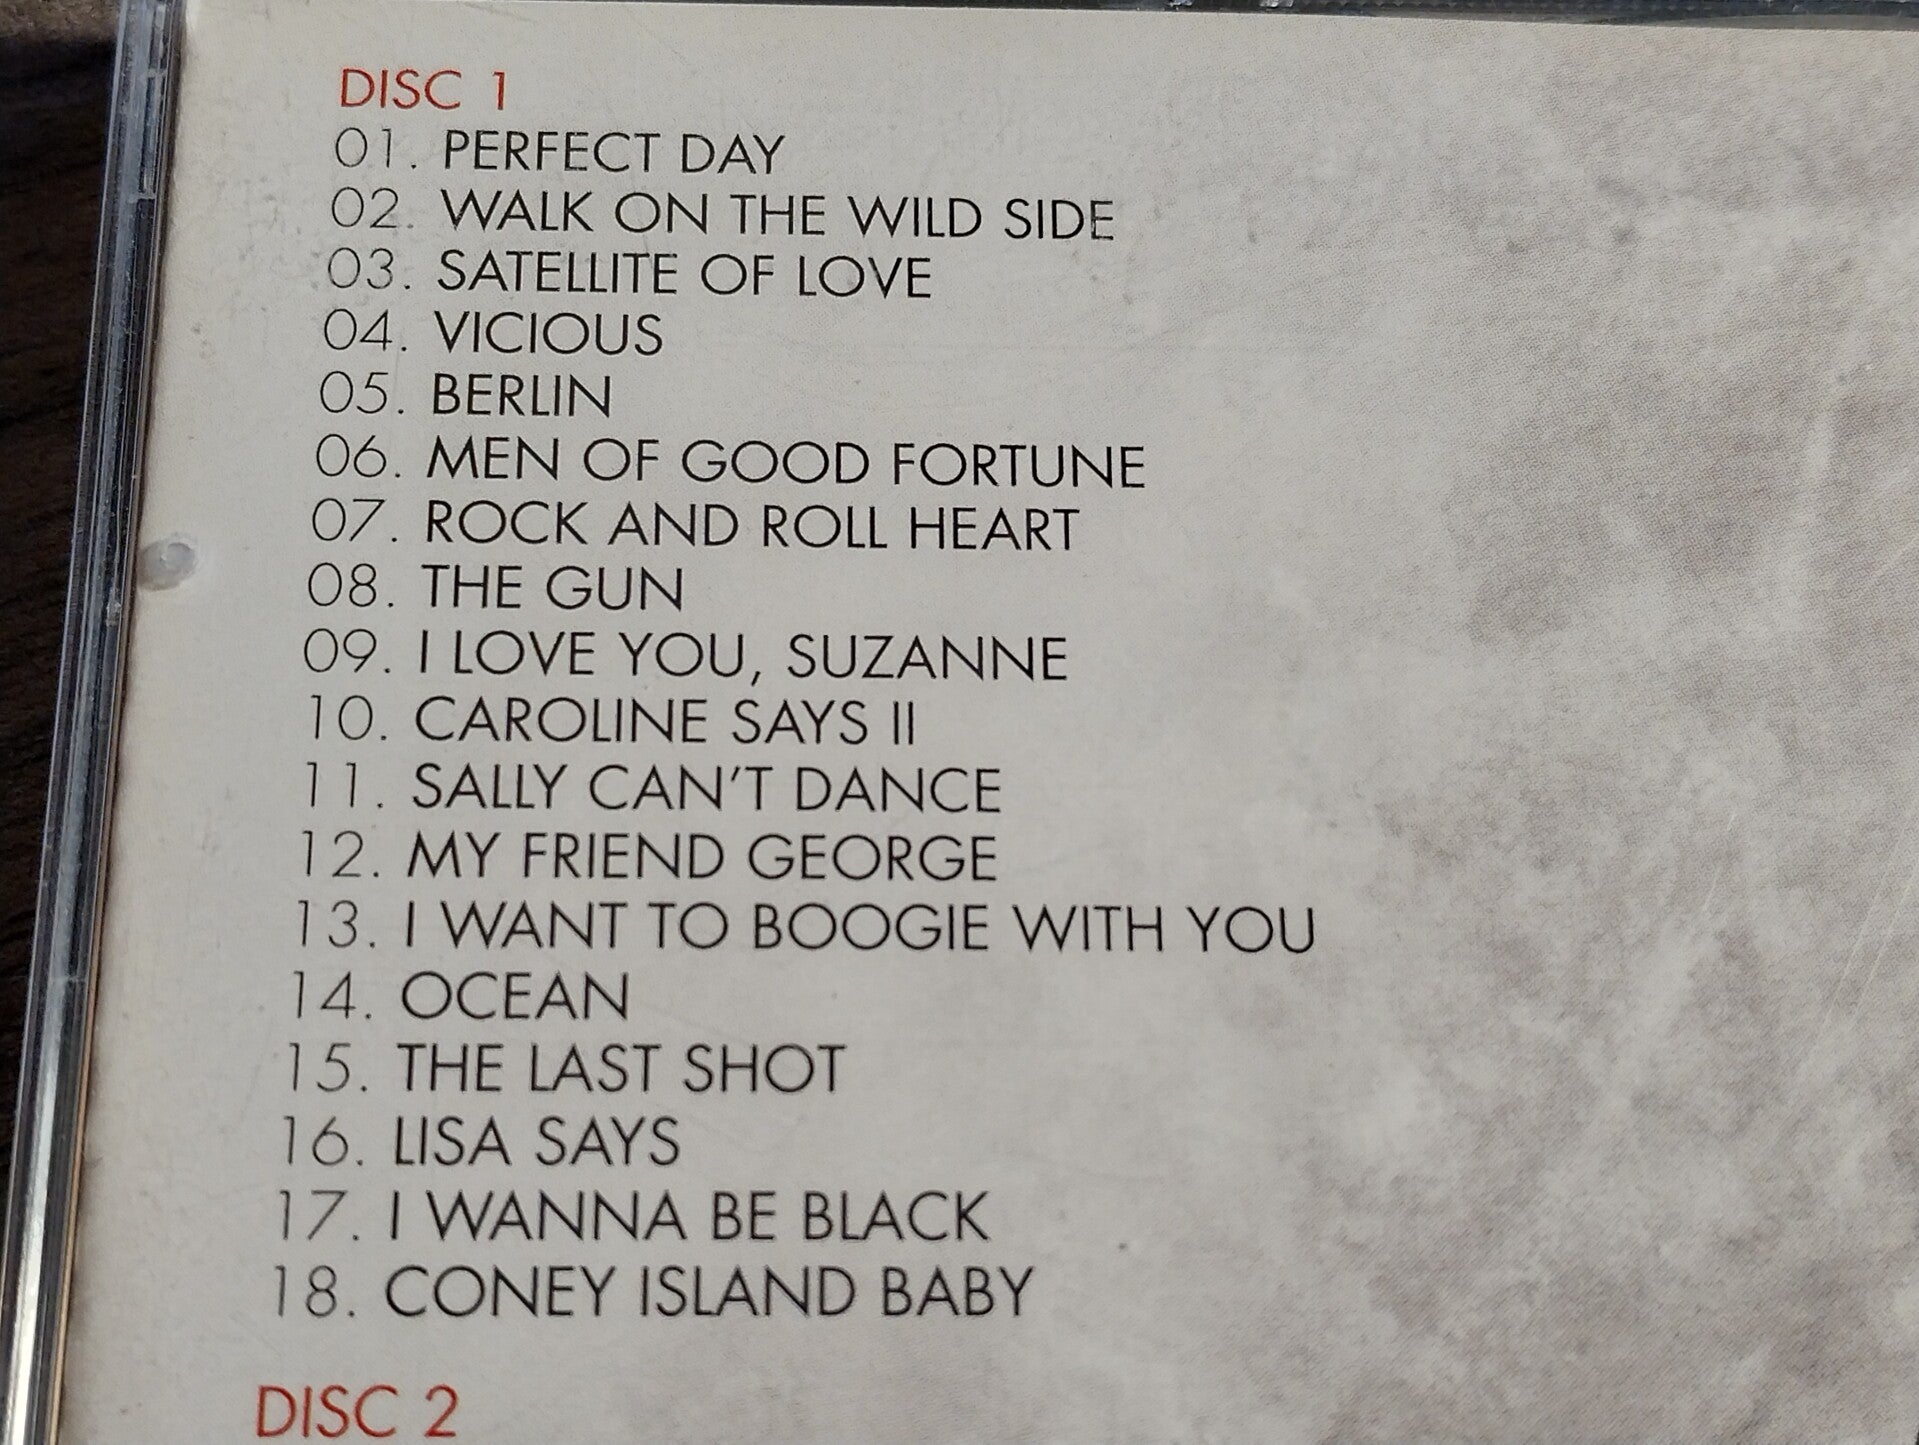 DISC 1
01. PERFECT DAY
02. WALK ON THE WILD SIDE
03. SATELLITE OF LOVE
04. VICIOUS
05. BERLIN
06. MEN OF GOOD FORTUNE
07. ROCK AND ROLL HEART
08. THE GUN
09. I LOVE YOU, SUZANNE
10. CAROLINE SAYS II
11. SALLY CAN'T DANCE
12. MY FRIEND GEORGE
13. I WANT TO BOOGIE WITH YOU
14. OCEAN
15. THE LAST SHOT
16. LISA SAYS
17. I WANNA BE BLACK
18. CONEY ISLAND BABY
DISC 2